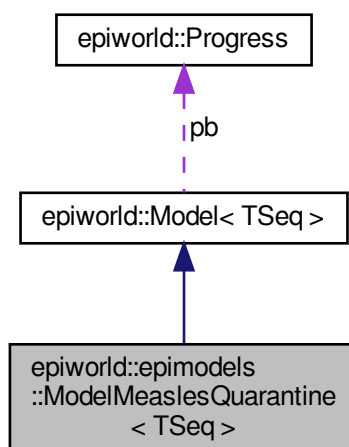 epiworld::Progress
pb
epiworld::Model< TSeq >
epiworld::epimodels
::ModelMeaslesQuarantine
< TSeq >